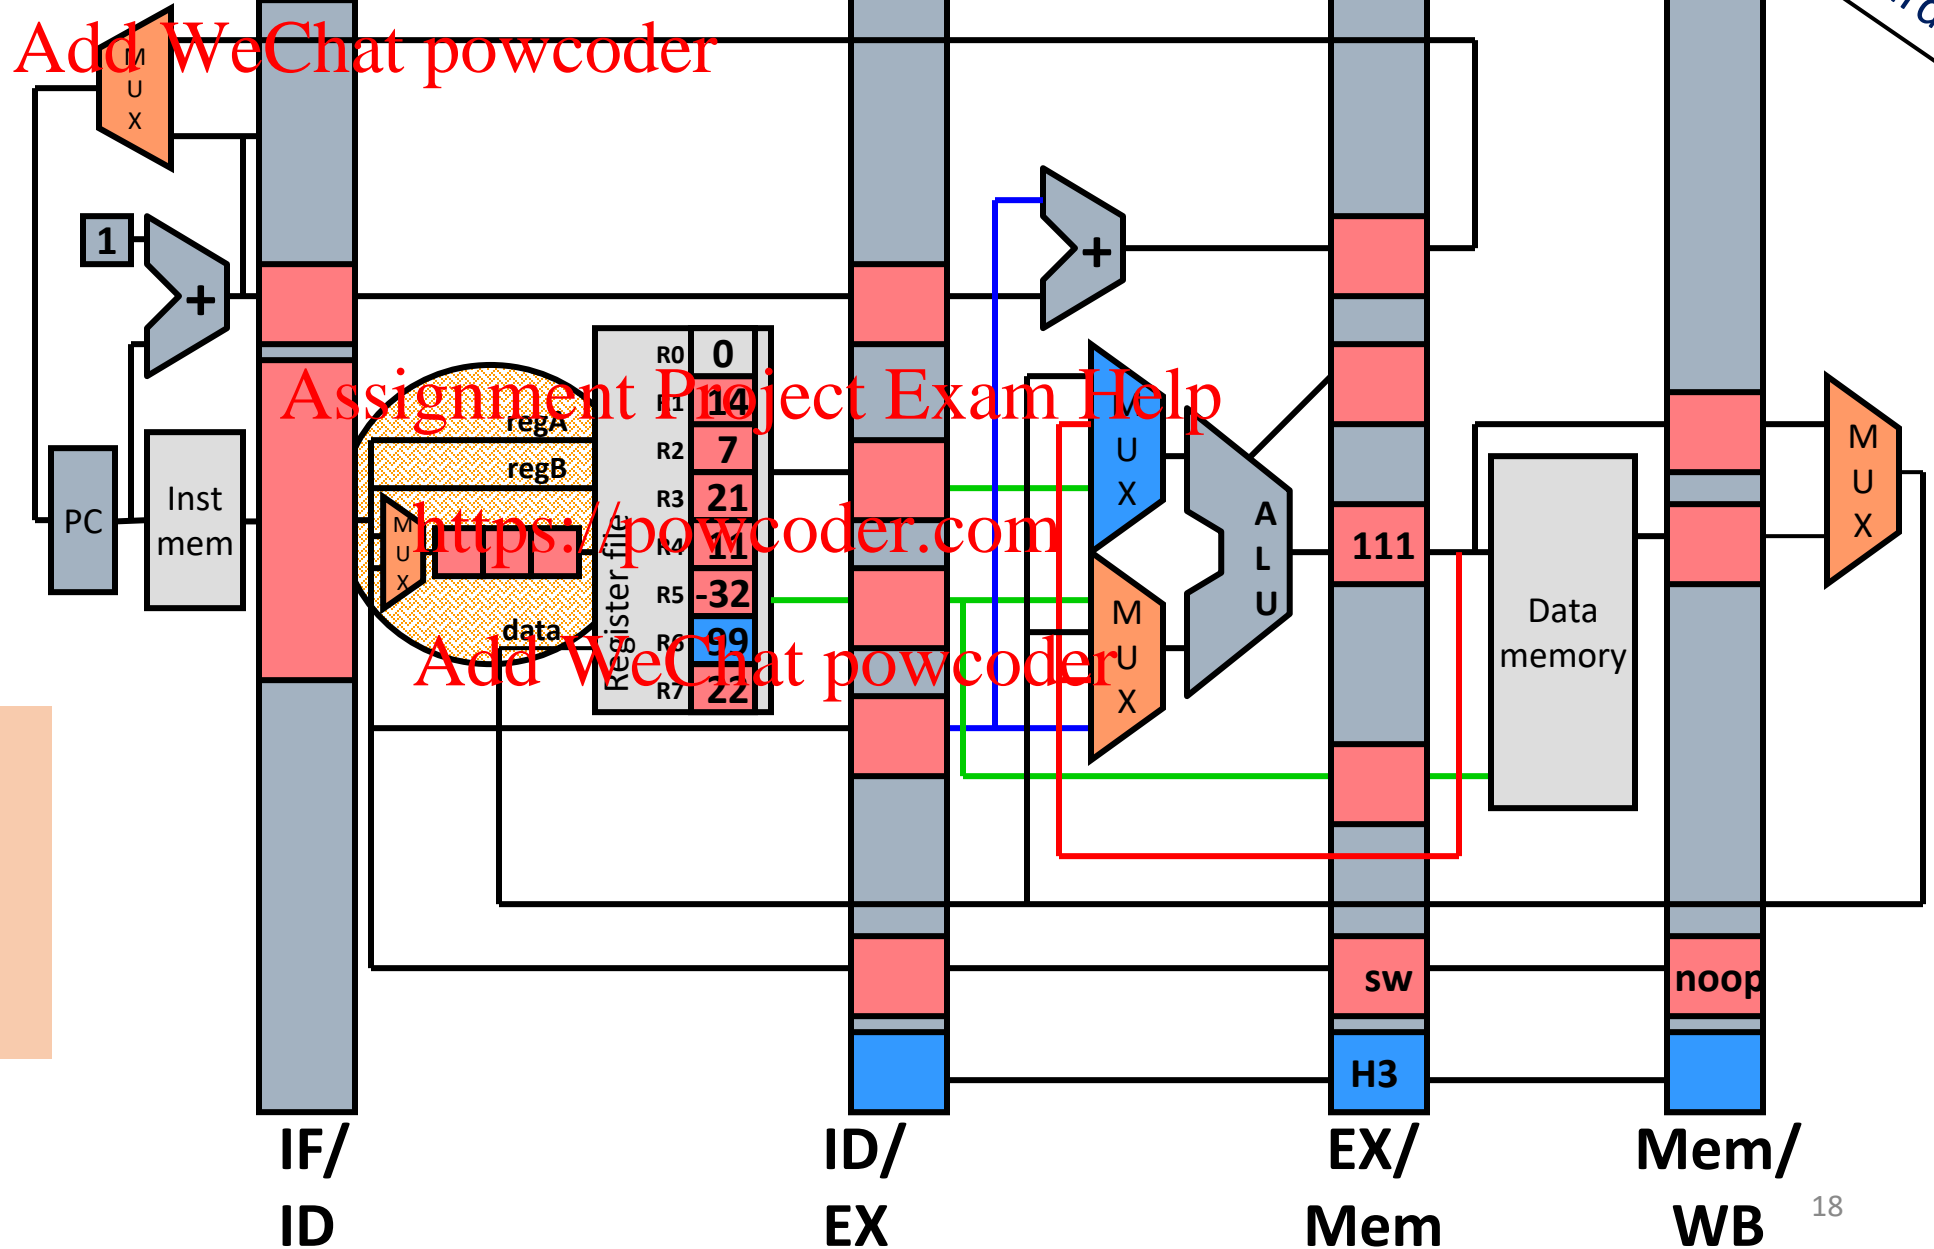 Add WeChat powcoder
M
U
X
1
+
+
R0 0
Assignment Project Exam Help
regA
R1 14
regB
R2 7
R3 21
https://powcoder.com
R4 11
R5 -32
data
R6 99
Add WeChat powcoder
R7 22
Register file
M
U
X
PC
Inst
mem
M
U
X
M
U
X
A
L
U
111
Data
memory
M
U
X
sw
noop
H3
IF/
ID
ID/
EX
EX/
Mem
Mem/
WB
18